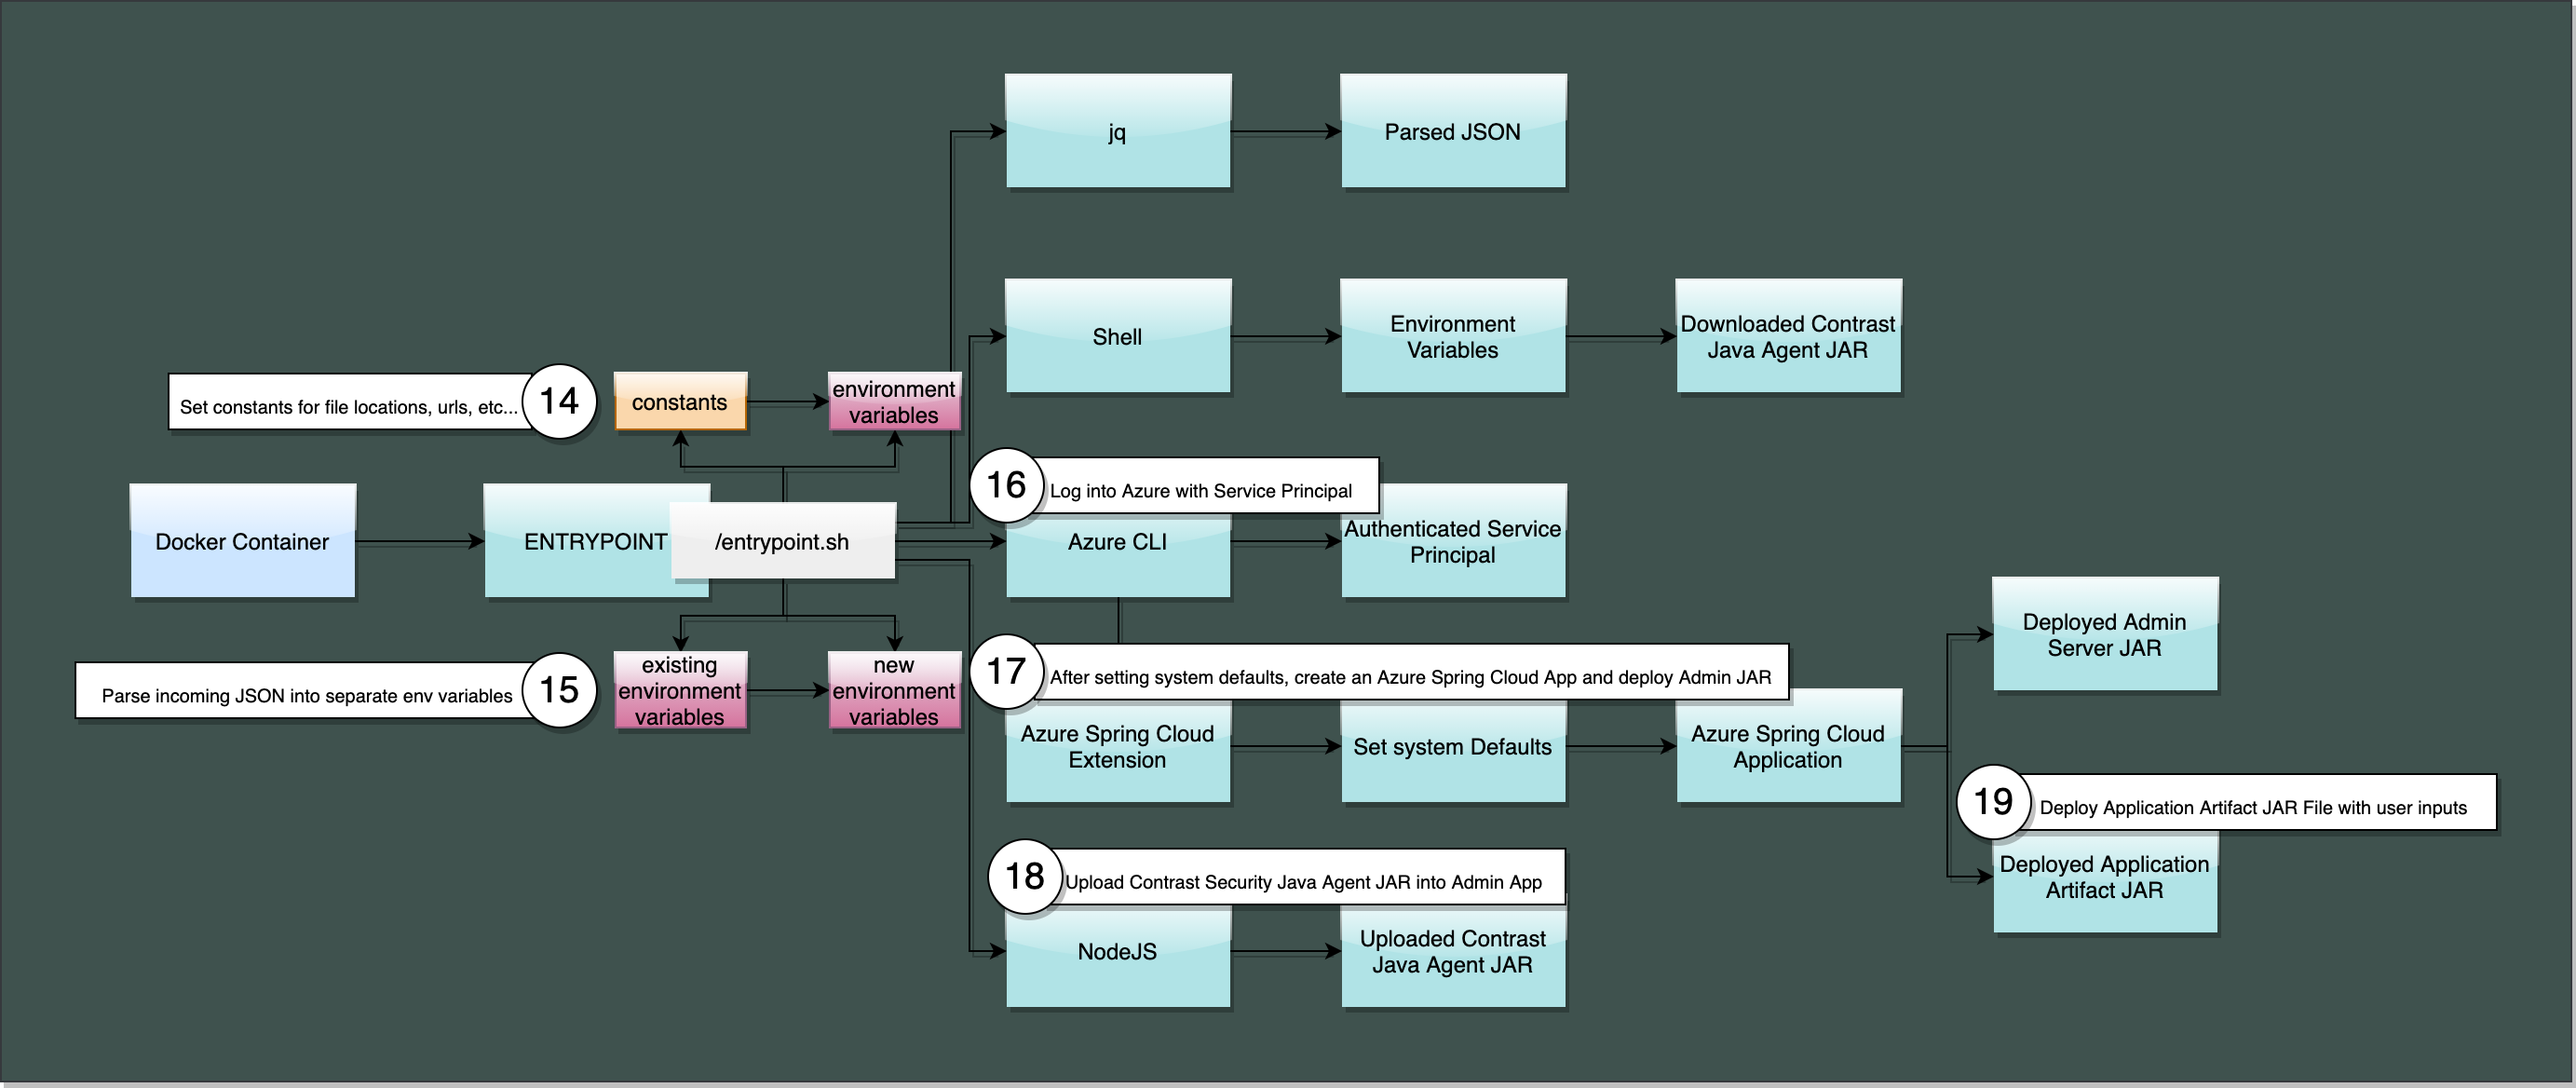 jq
Parsed JSON
Shell
Environment
Variables
Downloaded Contrast
Java Agent JAR
Set constants for file locations, urls, etc...
14
constants
environment
variables
16
Log into Azure with Service Principal
Docker Container
ENTRYPOINT
/entrypoint.sh
Azure CLI
Authenticated Service
Principal
Parse incoming JSON into separate env variables
15
existing
environment
variables
new
environment
variables
17
After setting system defaults, create an Azure Spring Cloud App and deploy Admin JAR
Azure Spring Cloud
Extension
Set system Defaults
Azure Spring Cloud
Application
Deployed Admin
Server JAR
19
Deploy Application Artifact JAR File with user inputs
Deployed Application
Artifact JAR
18
Upload Contrast Security Java Agent JAR into Admin App
NodeJS
Uploaded Contrast
Java Agent JAR